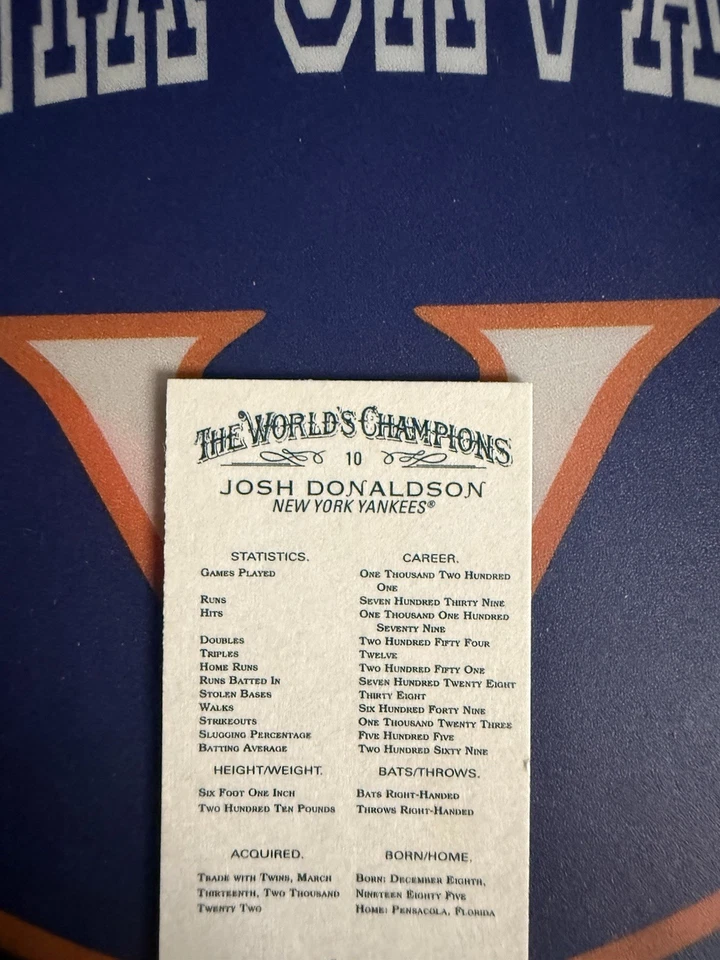 THE WORLD'S CHAMPIONS
10
JOSH DONALDSON
NEW YORK YANKEES®
STATISTICS. CAREER.
GAMES PLAYED ONE THOUSAND TWO HUNDRED
ONE
RUNS SEVEN HUNDRED THIRTY NINE
HITS ONE THOUSAND ONE HUNDRED
SEVENTY NINE
DOUBLES TWO HUNDRED FIFTY FOUR
TRIPLES TWELVE
HOME RUNS TWO HUNDRED FIFTY ONE
RUNS BATTED IN SEVEN HUNDRED TWENTY EIGHT
STOLEN BASES THIRTY EIGHT
WALKS SIX HUNDRED FORTY NINE
STRIKEOUTS ONE THOUSAND TWENTY THREE
SLUGGING PERCENTAGE FIVE HUNDRED FIVE
BATTING AVERAGE TWO HUNDRED SIXTY NINE
HEIGHT/WEIGHT. BATS/THROWS.
SIX FOOT ONE INCH BATS RIGHT-HANDED
TWO HUNDRED TEN POUNDS THROWS RIGHT-HANDED
ACQUIRED. BORN/HOME.
TRADE WITH TWINS, MARCH BORN: DECEMBER EIGHTH,
THIRTEENTH, TWO THOUSAND NINETEEN EIGHTY FIVE
TWENTY TWO HOME: PENSACOLA, FLORIDA